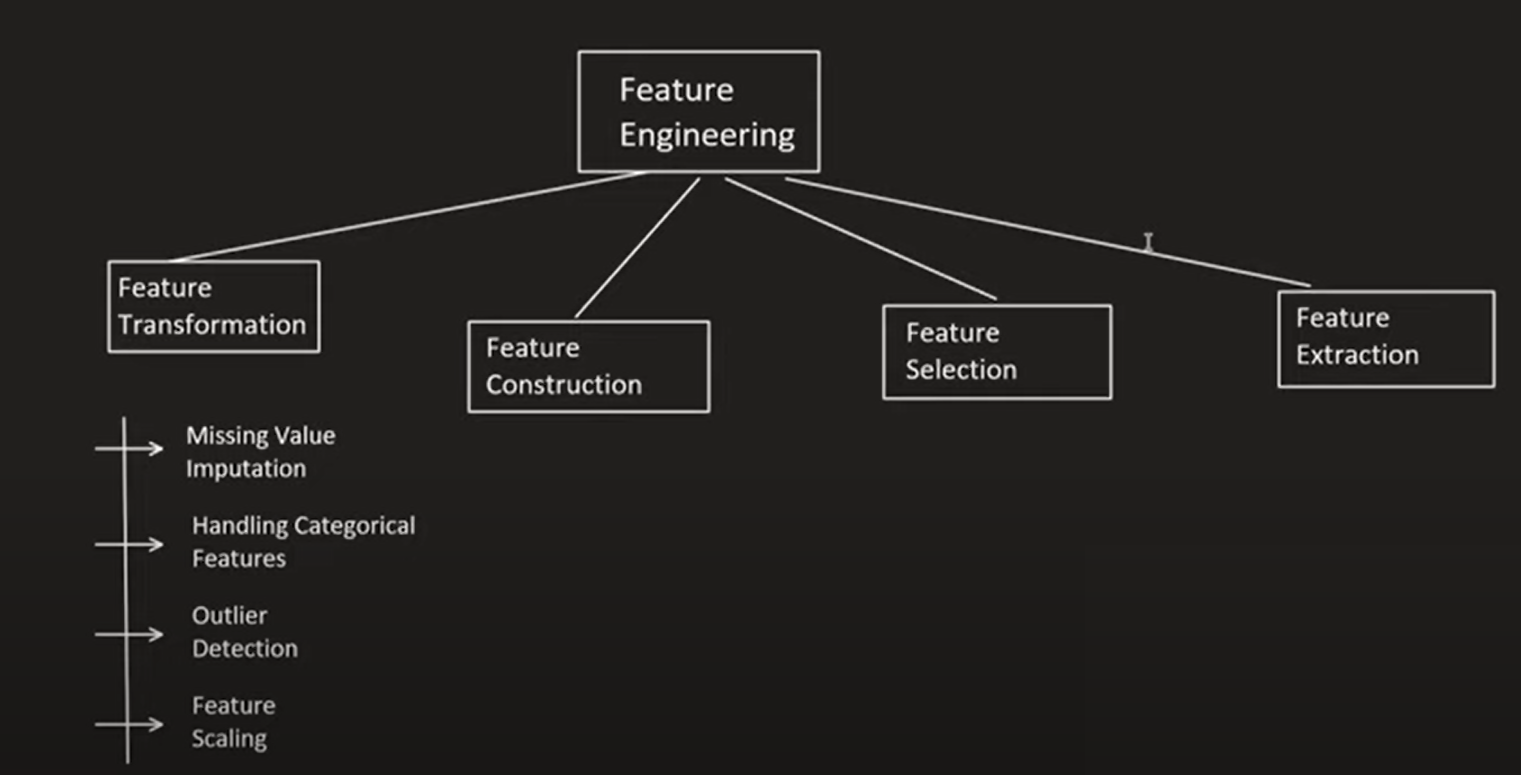 Feature
Engineering
Feature
Transformation
Feature
Construction
Feature
Selection
Feature
Extraction
Missing Value
Imputation
Handling Categorical
Features
Outlier
Detection
Feature
Scaling